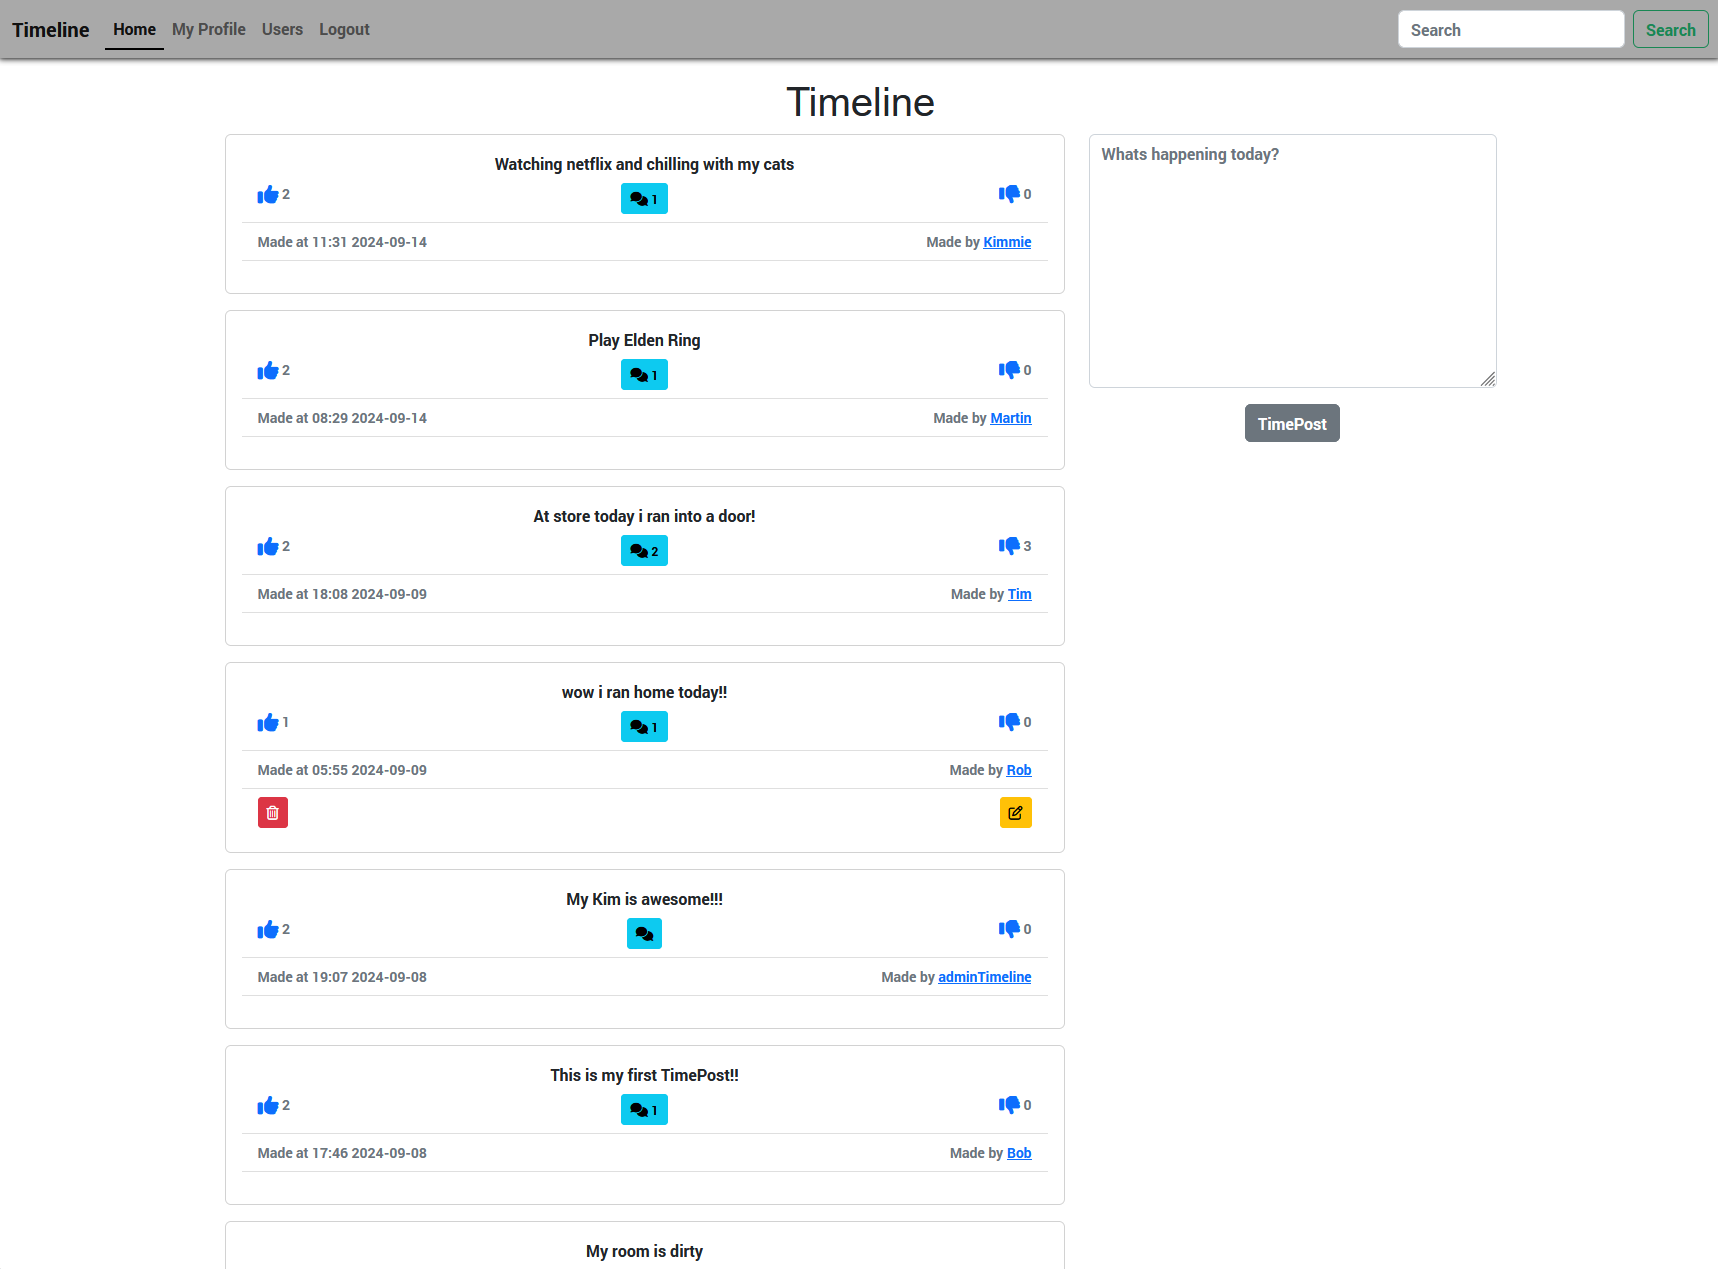 Timeline Home My Profile Users Logout Search Search
Timeline
Watching netflix and chilling with my cats
2 1 0
Made at 11:31 2024-09-14 Made by Kimmie
Play Elden Ring
2 1 0
Made at 08:29 2024-09-14 Made by Martin
At store today i ran into a door!
2 2 3
Made at 18:08 2024-09-09 Made by Tim
wow i ran home today!!
1 1 0
Made at 05:55 2024-09-09 Made by Rob
My Kim is awesome!!!
2 0
Made at 19:07 2024-09-08 Made by adminTimeline
This is my first TimePost!!
2 1 0
Made at 17:46 2024-09-08 Made by Bob
My room is dirty
Whats happening today?
TimePost